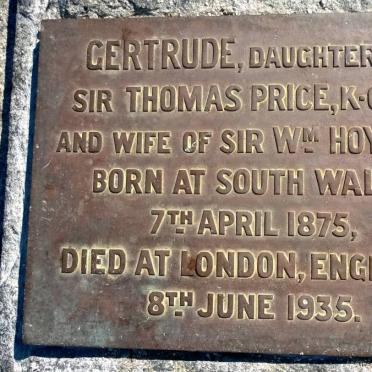 GERTRUDE, DAUGHTER
SIR THOMAS PRICE, K-C
AND WIFE OF SIR WM HOY
BORN AT SOUTH WAL
7TH APRIL 1875,
DIED AT LONDON, ENG
8TH JUNE 1935.